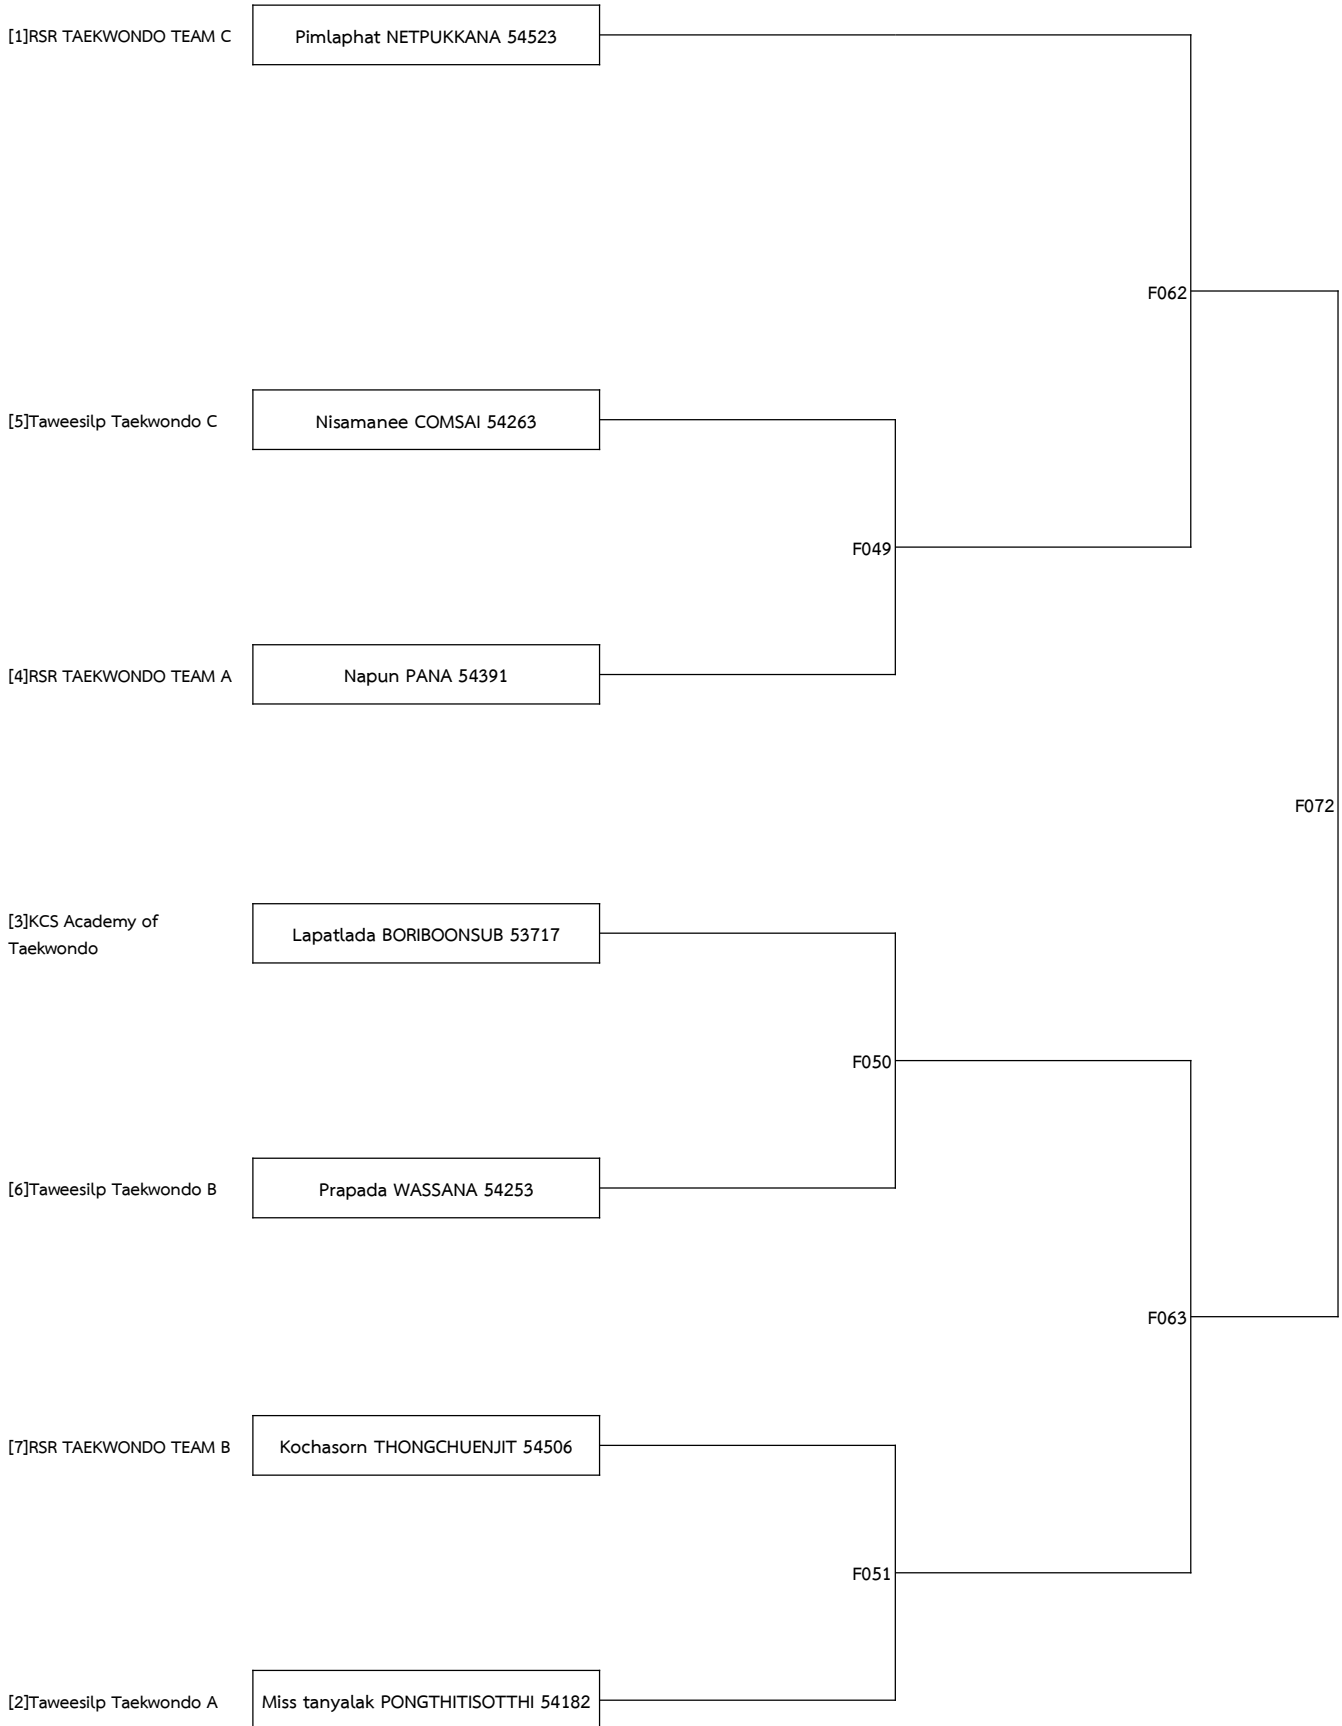 [1]RSR TAEKWONDO TEAM C
Pimlaphat NETPUKKANA 54523
F062
[5]Taweesilp Taekwondo C
Nisamanee COMSAI 54263
F049
[4]RSR TAEKWONDO TEAM A
Napun PANA 54391
F072
[3]KCS Academy of
Taekwondo
Lapatlada BORIBOONSUB 53717
F050
[6]Taweesilp Taekwondo B
Prapada WASSANA 54253
F063
[7]RSR TAEKWONDO TEAM B
Kochasorn THONGCHUENJIT 54506
F051
[2]Taweesilp Taekwondo A
Miss tanyalak PONGTHITISOTTHI 54182